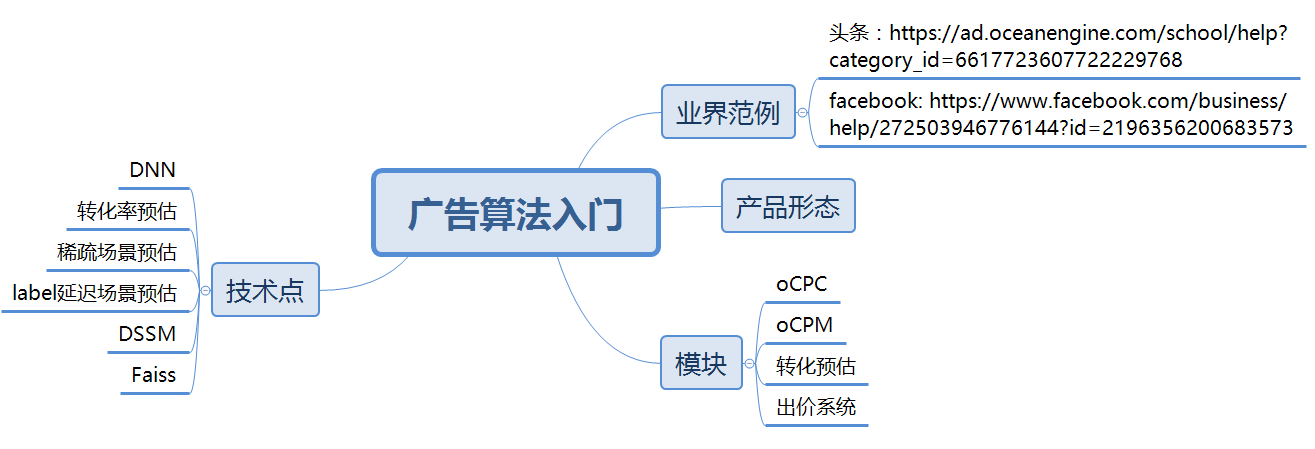 广告算法入门
业界范例
头条：https://ad.oceanengine.com/school/help?
category_id=6617723607722229768
facebook: https://www.facebook.com/business/
help/272503946776144?id=2196356200683573
产品形态
模块
oCPC
oCPM
转化预估
出价系统
技术点
DNN
转化率预估
稀疏场景预估
label延迟场景预估
DSSM
Faiss